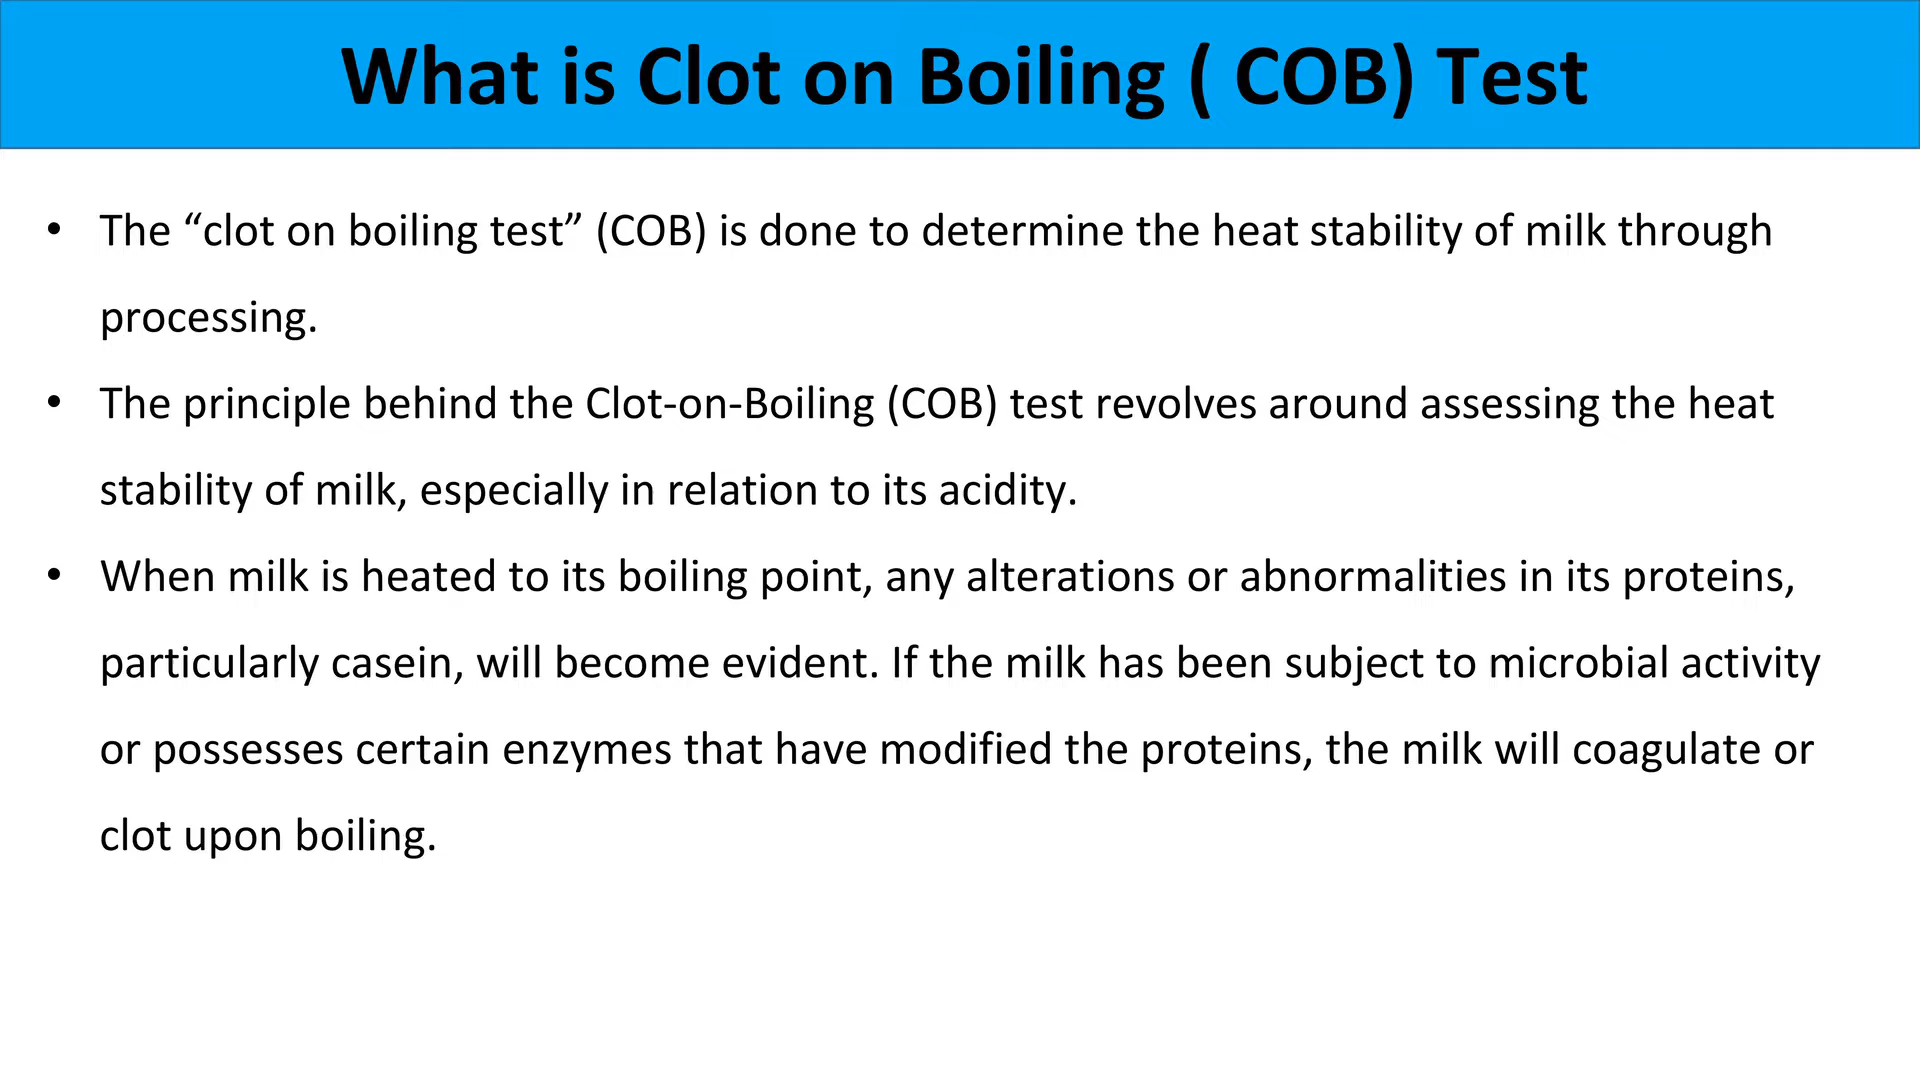 What is Clot on Boiling ( COB) Test
• The “clot on boiling test” (COB) is done to determine the heat stability of milk through
processing.
• The principle behind the Clot-on-Boiling (COB) test revolves around assessing the heat
stability of milk, especially in relation to its acidity.
• When milk is heated to its boiling point, any alterations or abnormalities in its proteins,
particularly casein, will become evident. If the milk has been subject to microbial activity
or possesses certain enzymes that have modified the proteins, the milk will coagulate or
clot upon boiling.